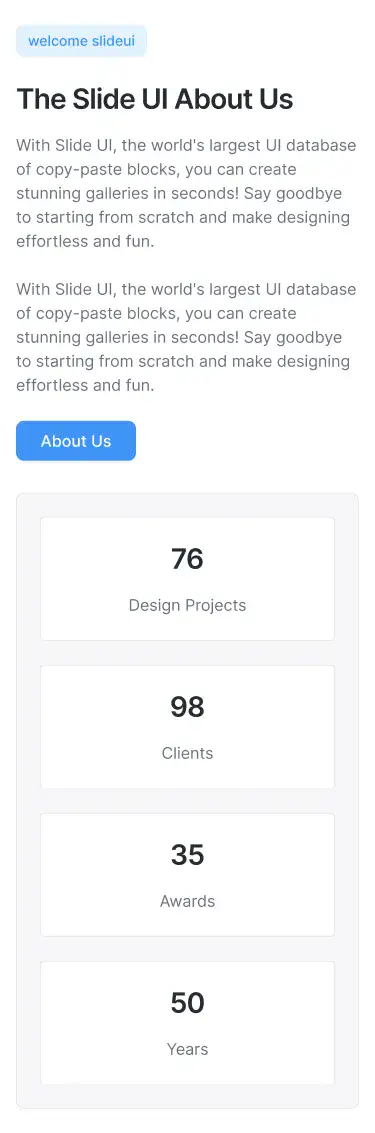 welcome slideui
The Slide UI About Us
With Slide UI, the world's largest UI database
of copy-paste blocks, you can create
stunning galleries in seconds! Say goodbye
to starting from scratch and make designing
effortless and fun.
With Slide UI, the world's largest UI database
of copy-paste blocks, you can create
stunning galleries in seconds! Say goodbye
to starting from scratch and make designing
effortless and fun.
About Us
76
Design Projects
98
Clients
35
Awards
50
Years